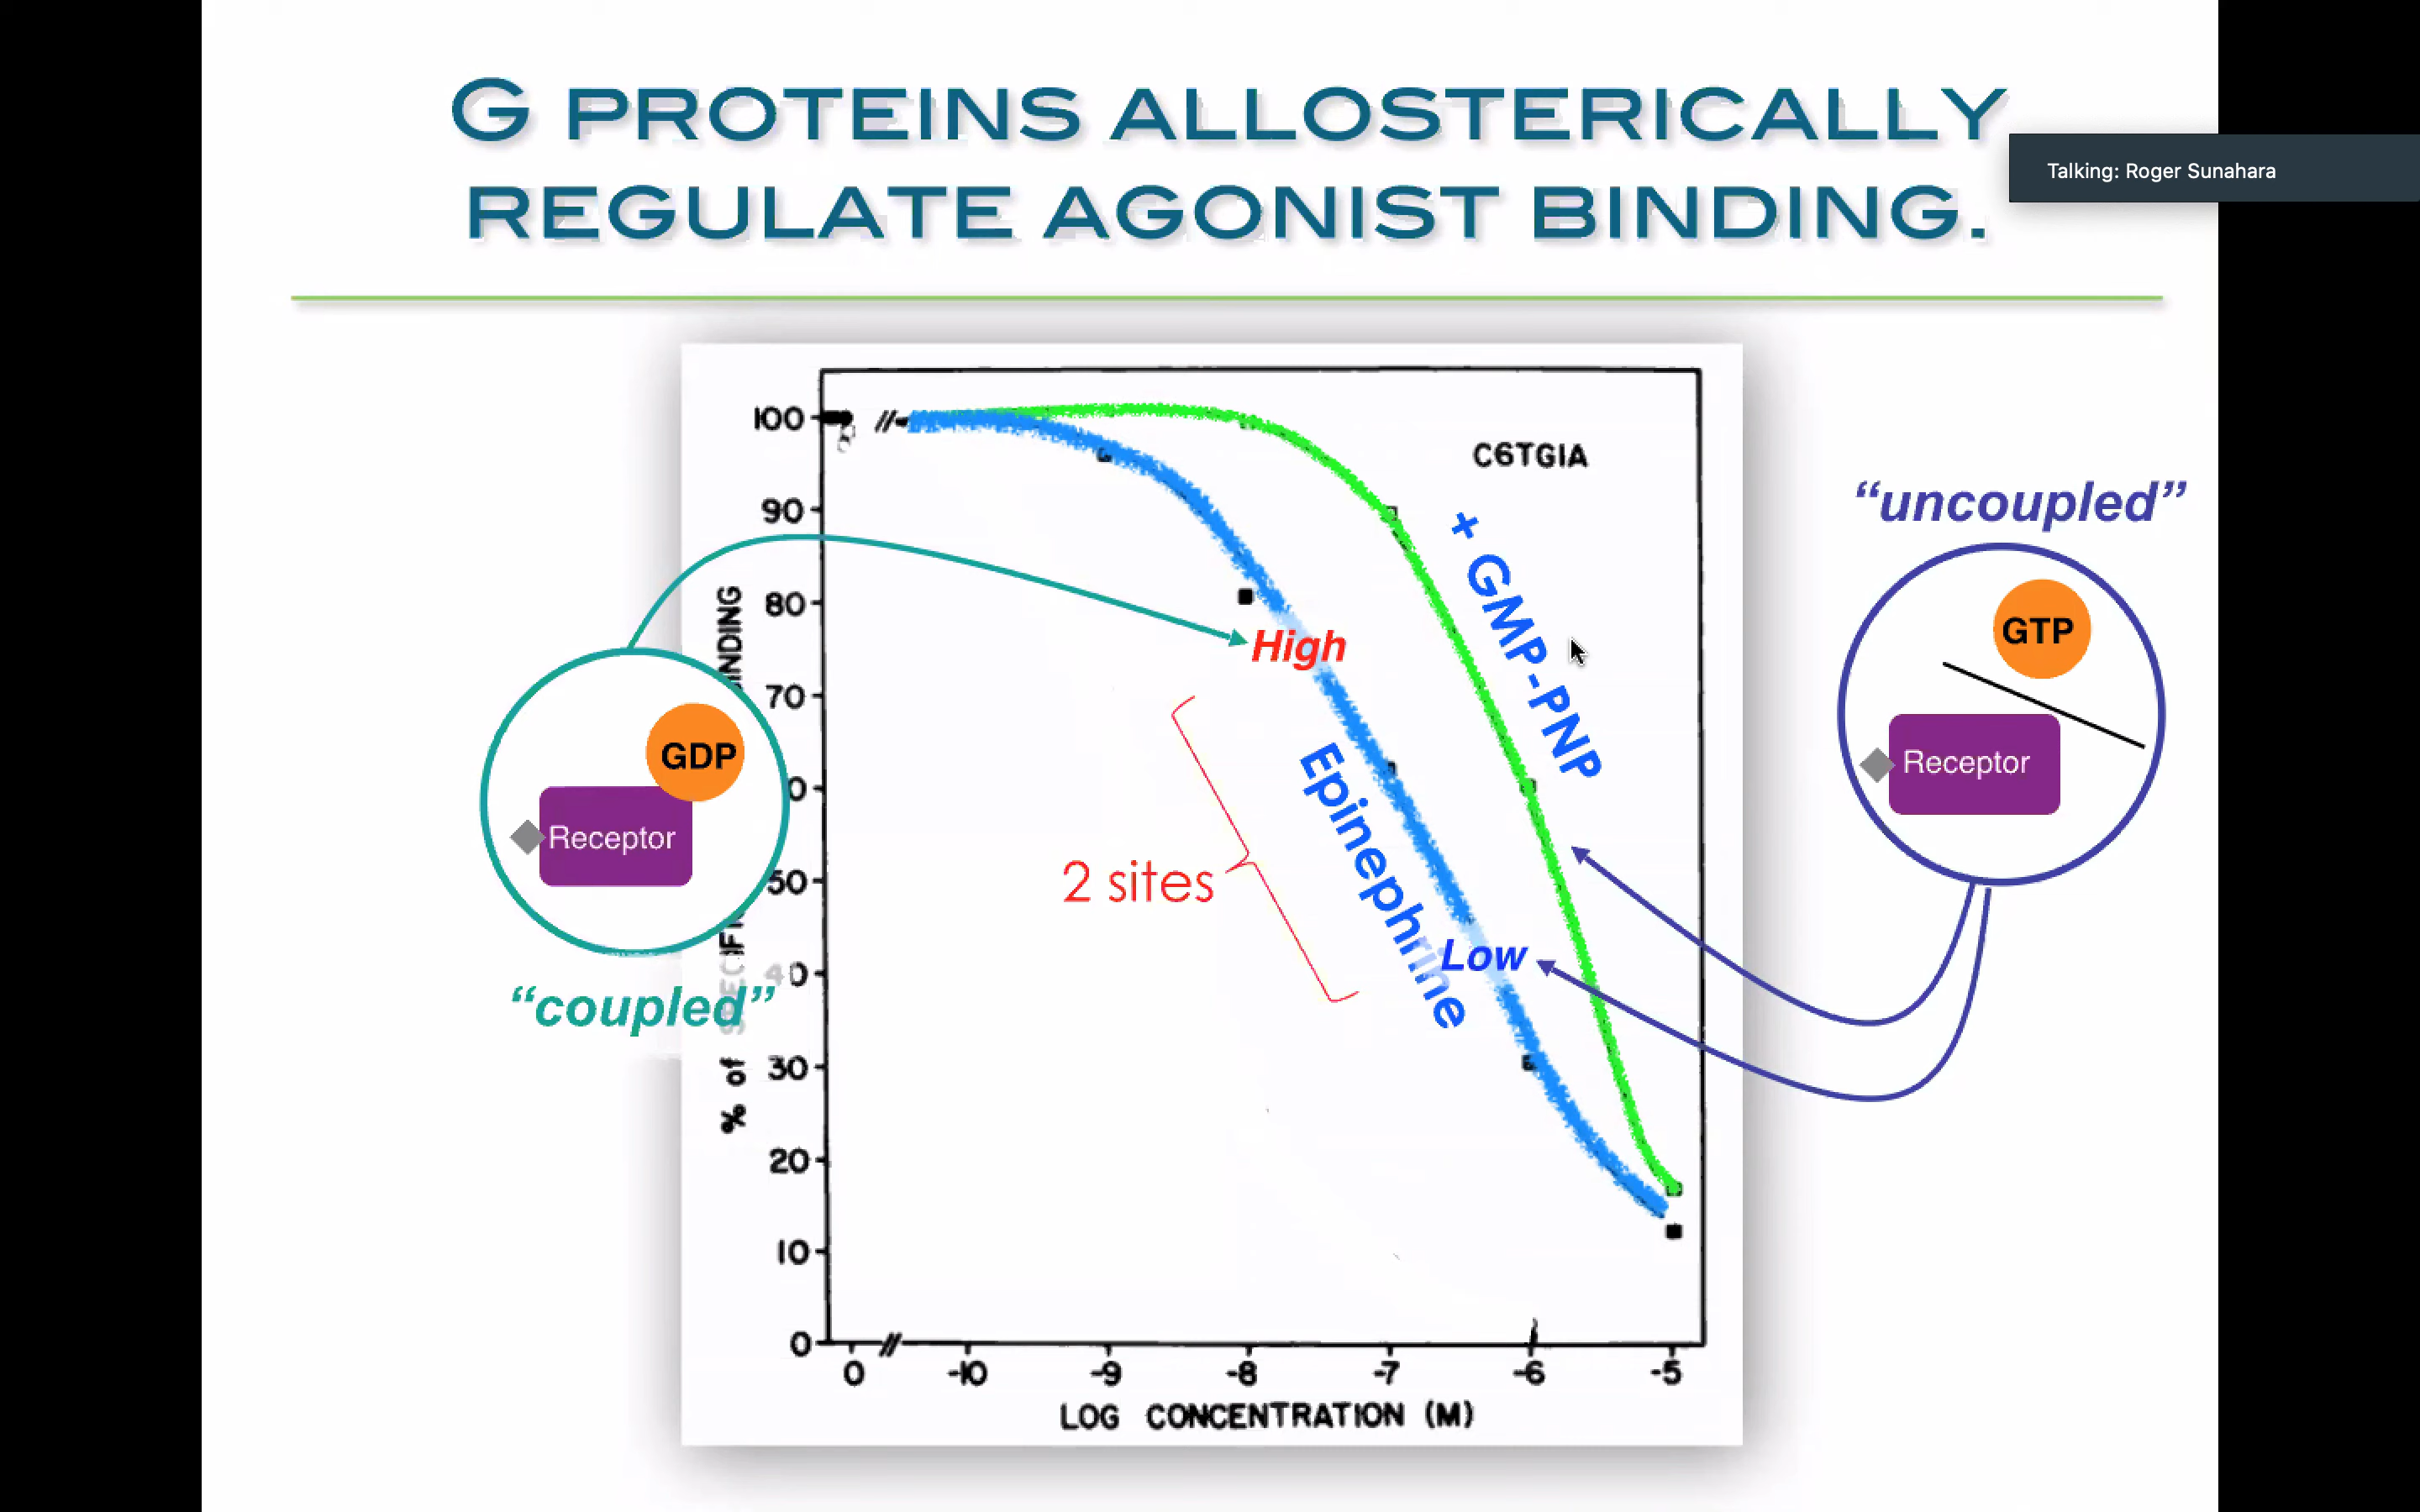 G PROTEINS ALLOSTERICALLY
REGULATE AGONIST BINDING.
Talking: Roger Sunahara
C6TGIA
"uncoupled"
GTP
Receptor
+ GMP-PNP
High
Epinephrine
2 sites
Low
GDP
Receptor
"coupled"
% of SPECIFIC
100
90
80
70
50
40
30
20
10
0
0 -10 -9 -8 -7 -6 -5
LOG CONCENTRATION (M)